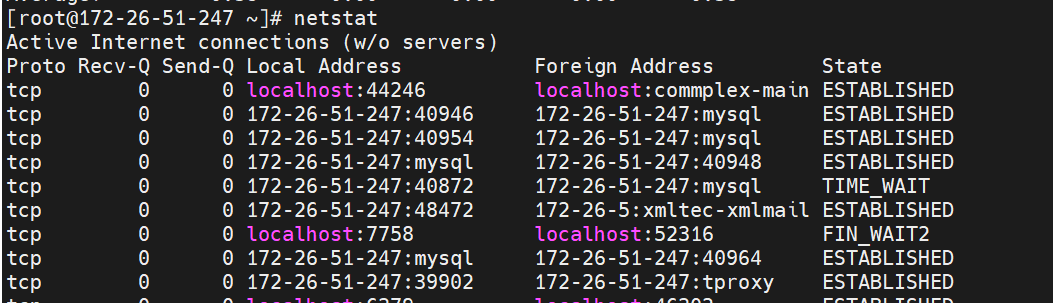 [root@172-26-51-247 ~]# netstat
Active Internet connections (w/o servers)
Proto Recv-Q Send-Q Local Address Foreign Address State
tcp 0 0 localhost:44246 localhost:commplex-main ESTABLISHED
tcp 0 0 172-26-51-247:40946 172-26-51-247:mysql ESTABLISHED
tcp 0 0 172-26-51-247:40954 172-26-51-247:mysql ESTABLISHED
tcp 0 0 172-26-51-247:mysql 172-26-51-247:40948 ESTABLISHED
tcp 0 0 172-26-51-247:40872 172-26-51-247:mysql TIME_WAIT
tcp 0 0 172-26-51-247:48472 172-26-5:xmltec-xmlmail ESTABLISHED
tcp 0 0 localhost:7758 localhost:52316 FIN_WAIT2
tcp 0 0 172-26-51-247:mysql 172-26-51-247:40964 ESTABLISHED
tcp 0 0 172-26-51-247:39902 172-26-51-247:tproxy ESTABLISHED